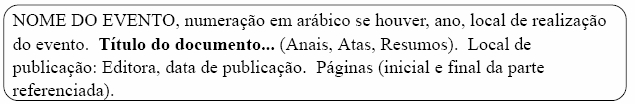 NOME DO EVENTO, numeração em arábico se houver, ano, local de realização
do evento. Título do documento... (Anais, Atas, Resumos). Local de
publicação: Editora, data de publicação. Páginas (inicial e final da parte
referenciada).